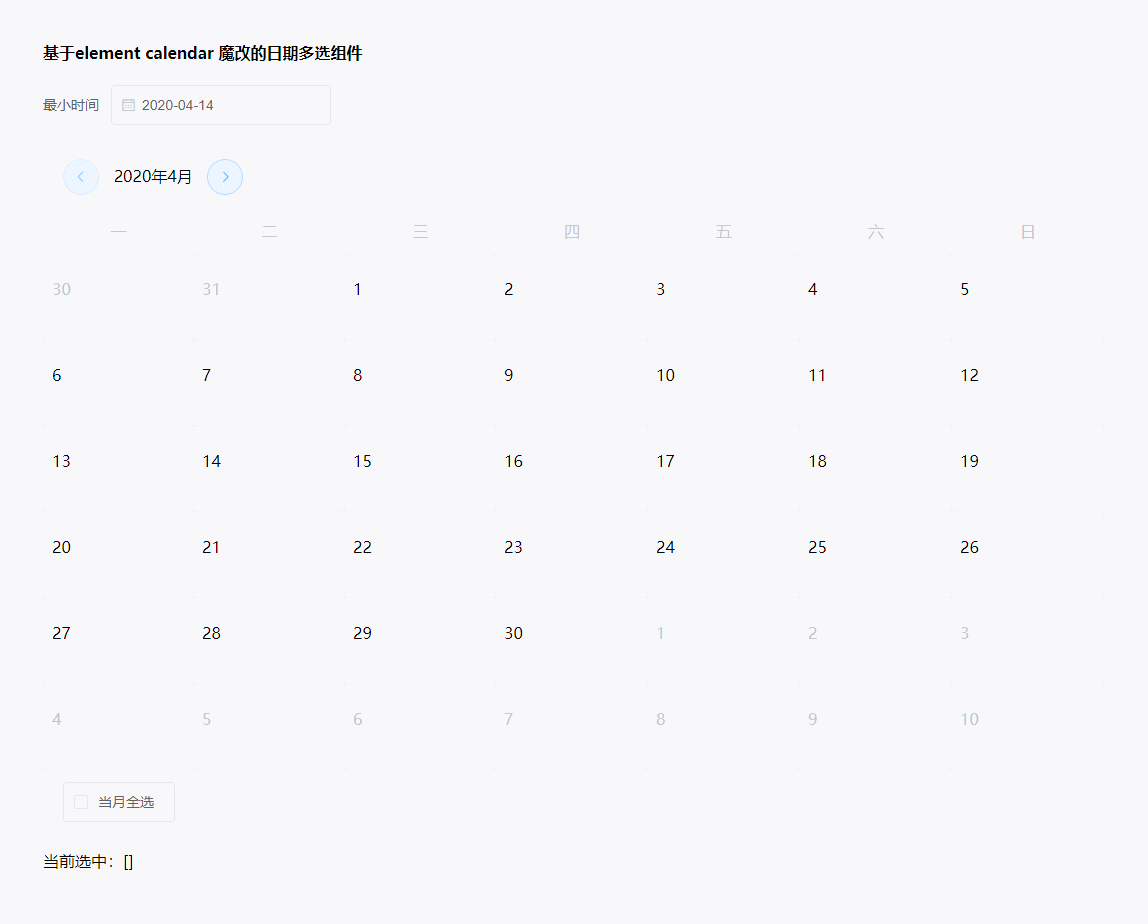 基于element calendar 魔改的日期多选组件
最小时间 2020-04-14
2020年4月
一 二 三 四 五 六 日
30 31 1 2 3 4 5
6 7 8 9 10 11 12
13 14 15 16 17 18 19
20 21 22 23 24 25 26
27 28 29 30 1 2 3
4 5 6 7 8 9 10
当月全选
当前选中：[]